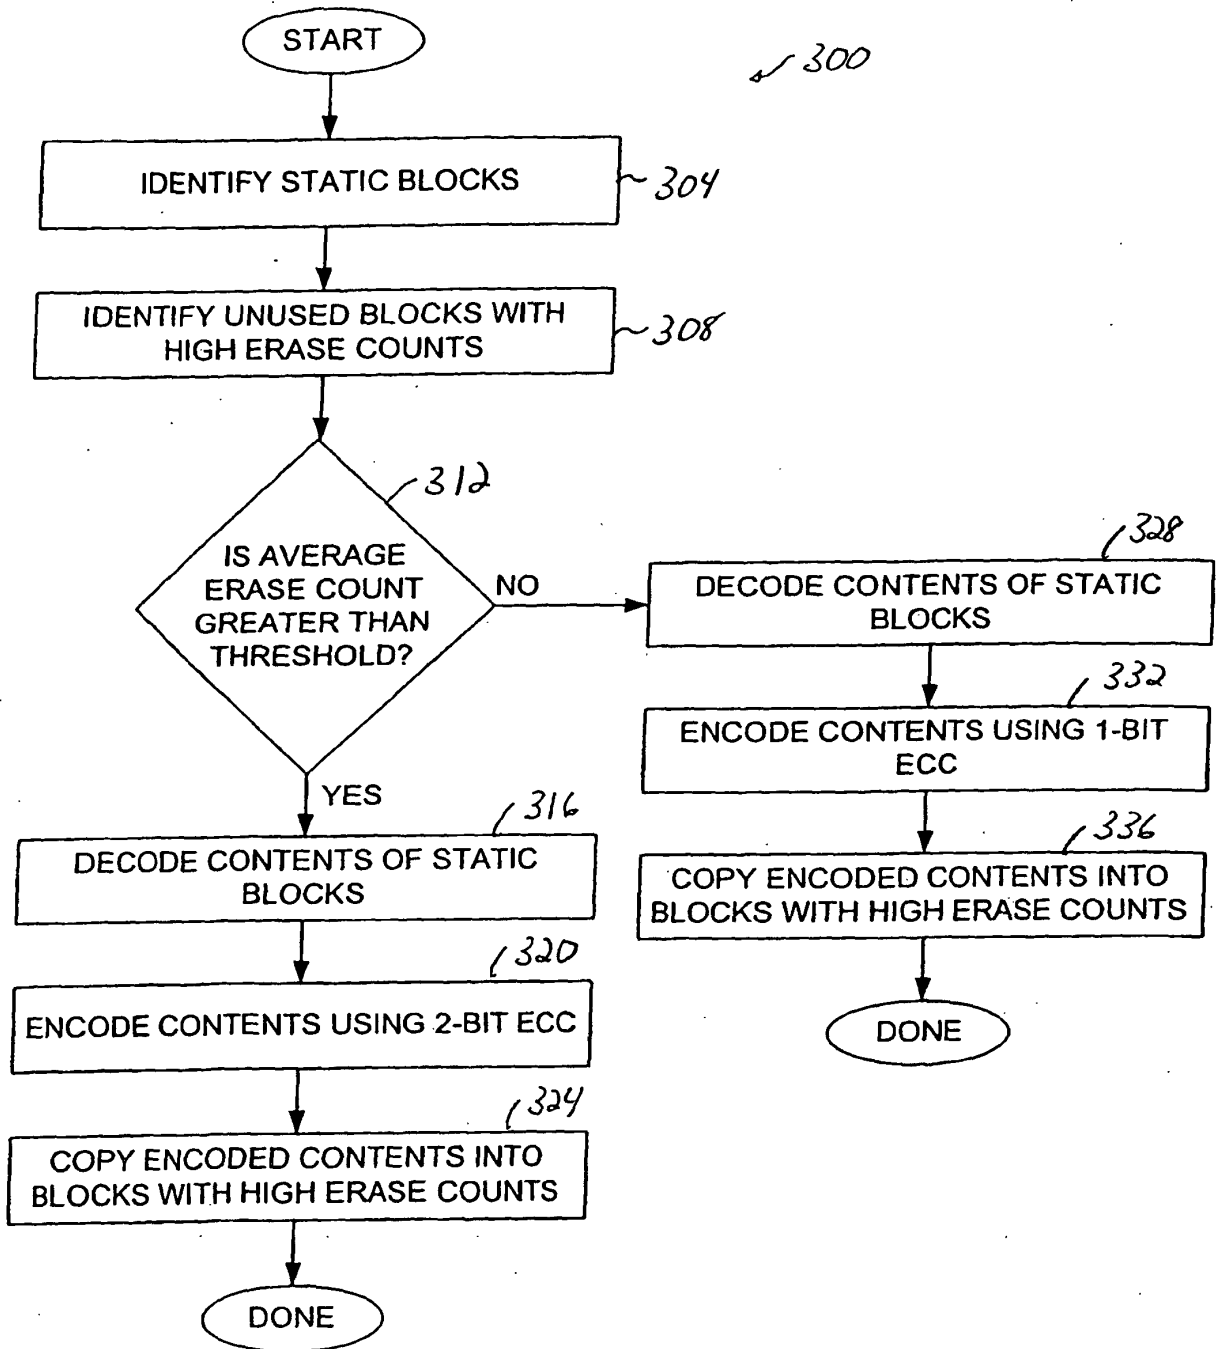 START
300
IDENTIFY STATIC BLOCKS
304
IDENTIFY UNUSED BLOCKS WITH
HIGH ERASE COUNTS
308
312
IS AVERAGE
ERASE COUNT
GREATER THAN
THRESHOLD?
NO
YES
328
DECODE CONTENTS OF STATIC
BLOCKS
332
ENCODE CONTENTS USING 1-BIT
ECC
336
COPY ENCODED CONTENTS INTO
BLOCKS WITH HIGH ERASE COUNTS
DONE
316
DECODE CONTENTS OF STATIC
BLOCKS
320
ENCODE CONTENTS USING 2-BIT ECC
324
COPY ENCODED CONTENTS INTO
BLOCKS WITH HIGH ERASE COUNTS
DONE